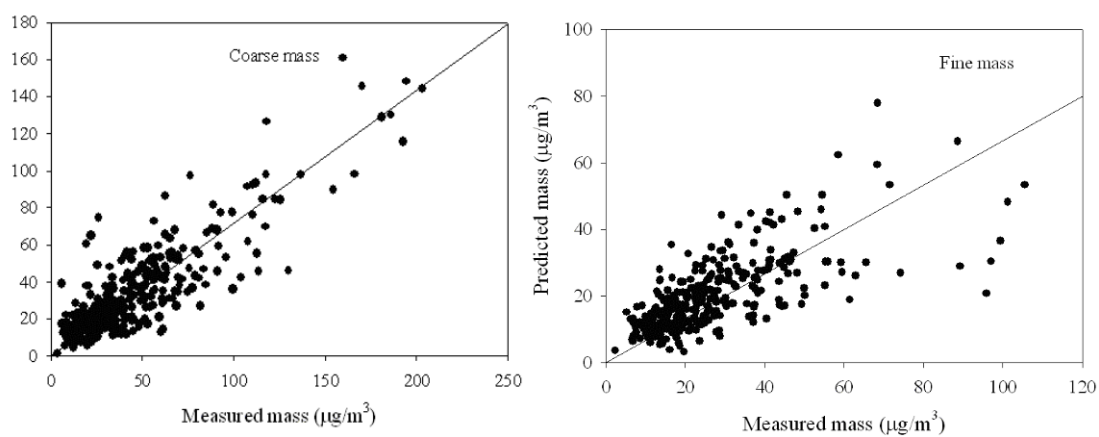 180
160
140
120
100
80
60
40
20
0
Coarse mass
0 50 100 150 200 250
Measured mass (μg/m³)
Predicted mass (μg/m³)
100
80
60
40
20
0
Fine mass
0 20 40 60 80 100 120
Measured mass (μg/m³)